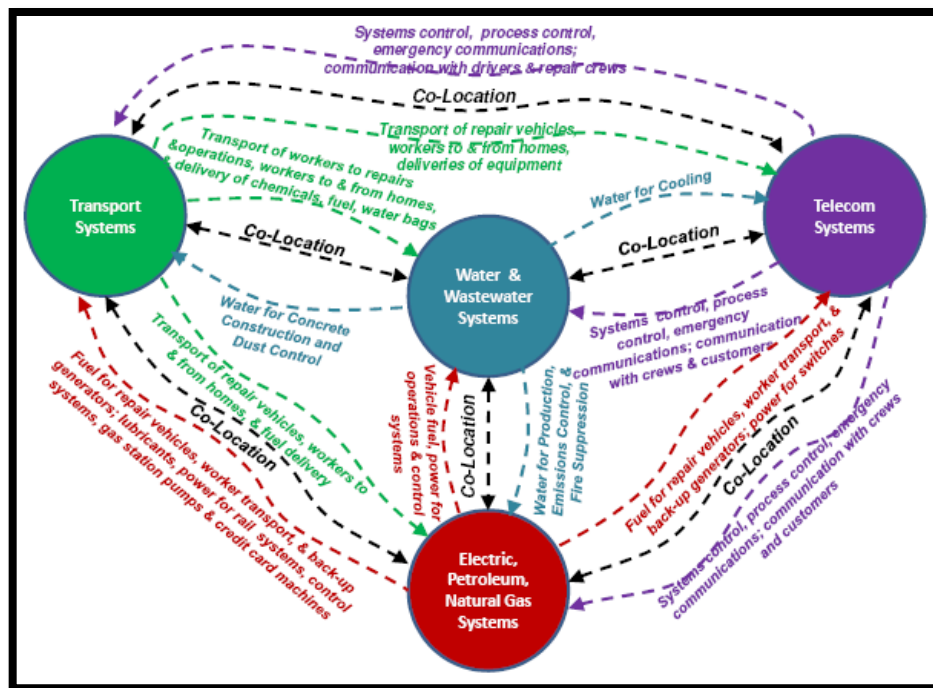 Systems control, process control,
emergency communications;
communication with drivers & repair crews
Co-Location
Transport of repair vehicles,
workers to & from homes,
deliveries of equipment
Transport of workers to repairs
&operations, workers to & from homes,
& delivery of chemicals, fuel, water bags
Water for Cooling
Transport
Systems
Telecom
Systems
Co-Location
Co-Location
Water &
Wastewater
Systems
Water for Concrete
Construction and
Dust Control
Systems control, process
control, emergency
communications; communication
with crews & customers
Transport of repair vehicles, workers to
& from homes, & fuel delivery
Fuel for repair vehicles, worker transport, & back-up
generators; lubricants, power for rail systems, control
systems, gas station pumps & credit card machines
Co-Location
Vehicle fuel, power for
operations & control
systems
Co-Location
Water for Production,
Emissions Control, &
Fire Suppression
Fuel for repair vehicles, worker transport, &
back-up generators; power for switches
Co-Location
Systems control, process control, emergency
communications; communication with crews
and customers
Electric,
Petroleum,
Natural Gas
Systems